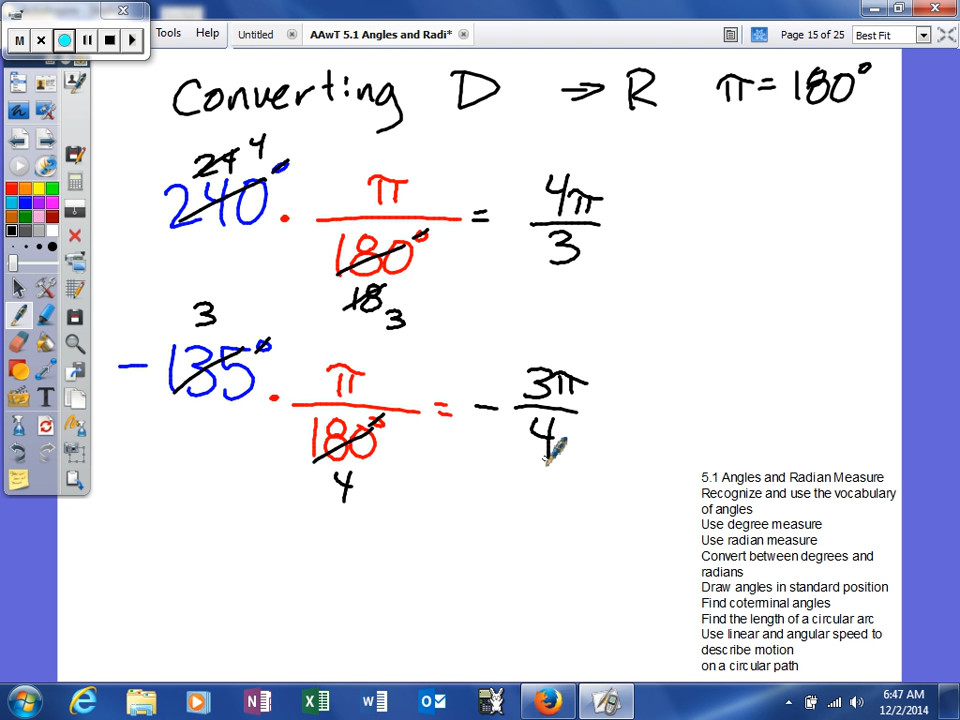 Tools Help Untitled AAwT 5.1 Angles and Radi* Page 15 of 25 Best Fit
M
Converting D → R π = 180°
24 4
240° · π / 180° = 4π / 3
18 3
3
-135° · π / 180° = - 3π / 4
4
5.1 Angles and Radian Measure
Recognize and use the vocabulary
of angles
Use degree measure
Use radian measure
Convert between degrees and
radians
Draw angles in standard position
Find coterminal angles
Find the length of a circular arc
Use linear and angular speed to
describe motion
on a circular path
6:47 AM
12/2/2014